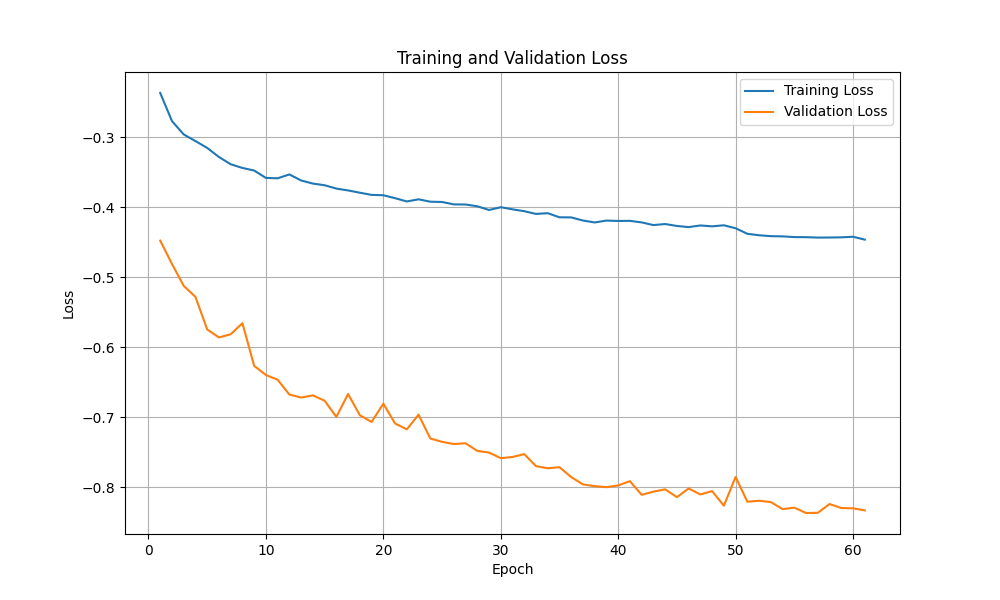 Training and Validation Loss
Training Loss
Validation Loss
−0.3
−0.4
−0.5
−0.6
−0.7
−0.8
Loss
0 10 20 30 40 50 60
Epoch